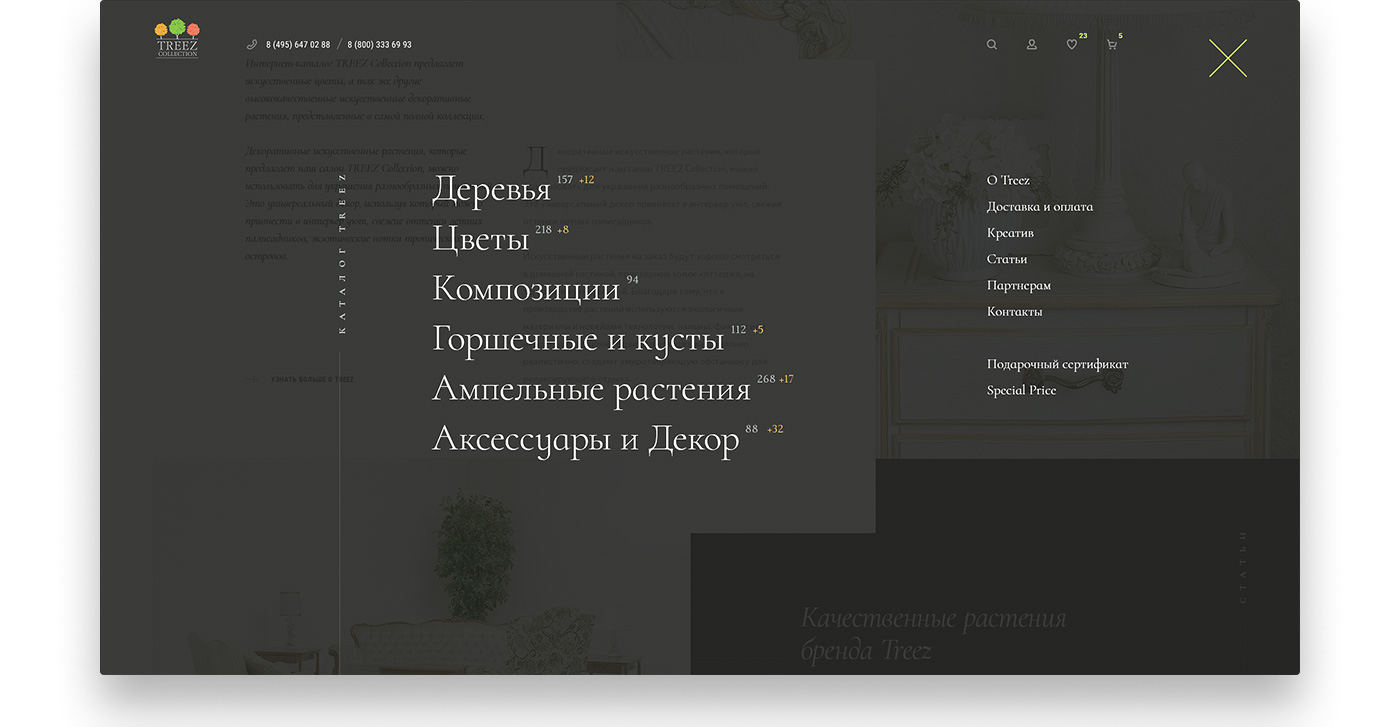 TREEZ
COLLECTION
8 (495) 647 02 88 / 8 (800) 333 69 93
23
5
Интернет-каталог TREEZ Collection предлагает
искусственные цветы, а так же другие
высококачественные искусственные декоративные
растения, представленные в самой полной коллекции.
Декоративные искусственные растения, которые
предлагает наш салон TREEZ Collection, можно
использовать для украшения
КАТАЛОГ TREEZ
УЗНАТЬ БОЛЬШЕ О TREEZ
Деревья 157 +12
Цветы 218 +8
Композиции 94
Горшечные и кусты 112 +5
Ампельные растения 268 +17
Аксессуары и Декор 88 +32
О Treez
Доставка и оплата
Креатив
Статьи
Партнерам
Контакты
Подарочный сертификат
Special Price
СТАТЬИ
Качественные растения
бренда Treez